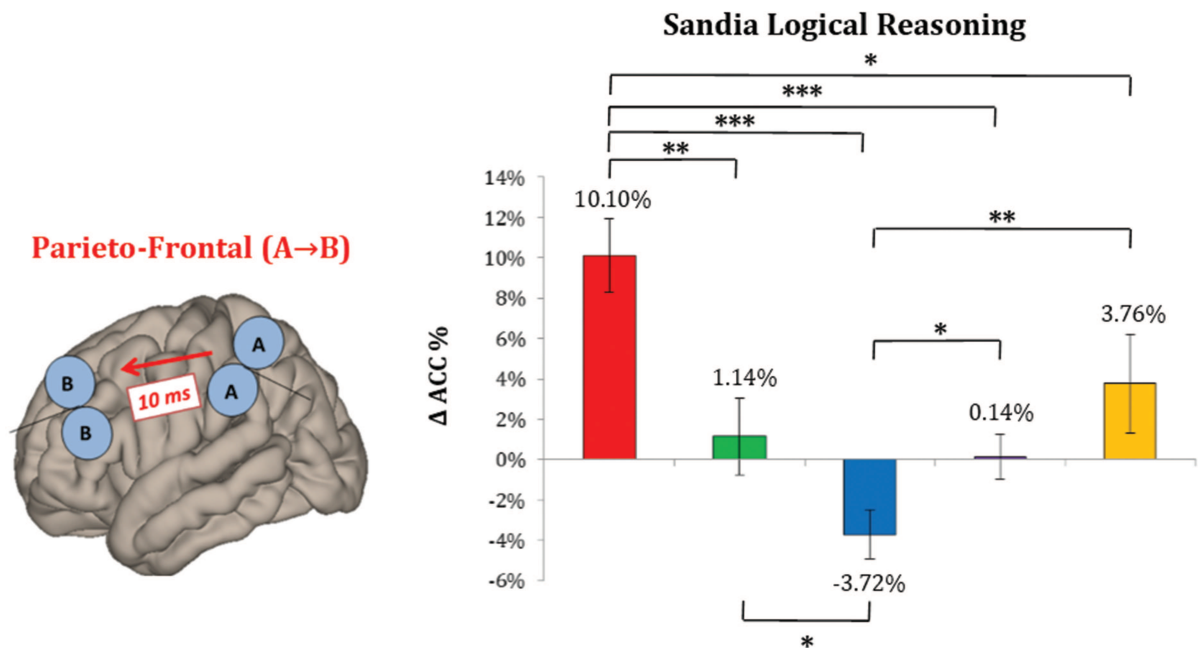 Sandia Logical Reasoning
*
***
***
**
14%
12%
10%
8%
6%
4%
2%
0%
-2%
-4%
-6%
Δ ACC %
10.10%
1.14%
-3.72%
0.14%
3.76%
**
*
*
Parieto-Frontal (A→B)
A
A
B
B
10 ms